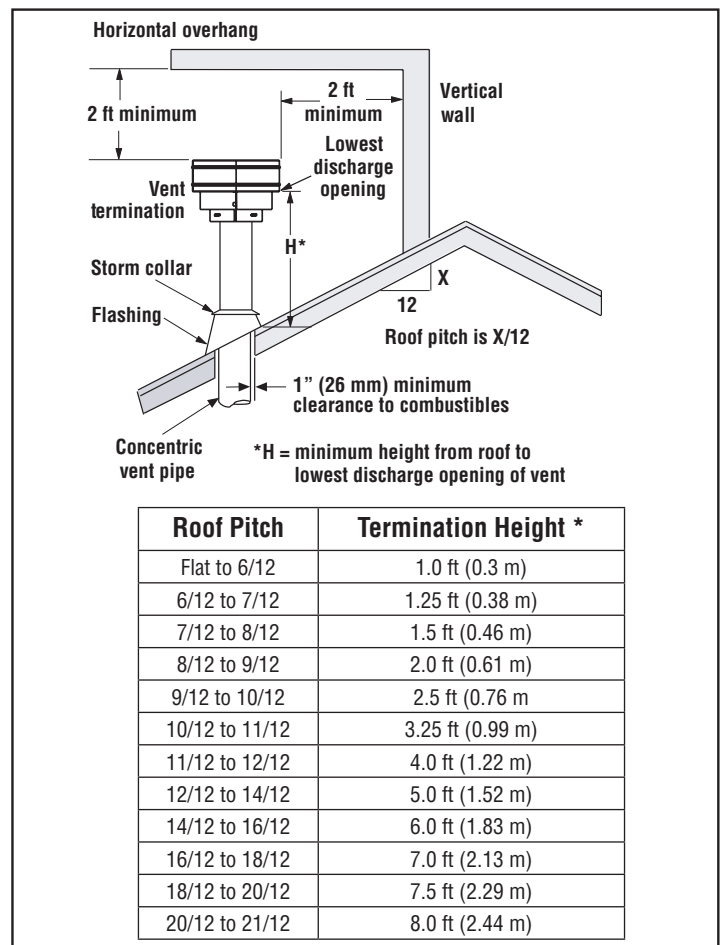 Horizontal overhang
2 ft minimum
2 ft
minimum
Vertical
wall
Lowest
discharge
opening
Vent
termination
H*
Storm collar
Flashing
X
12
Roof pitch is X/12
1” (26 mm) minimum
clearance to combustibles
Concentric
vent pipe
*H = minimum height from roof to
lowest discharge opening of vent
Roof Pitch Termination Height *
Flat to 6/12 1.0 ft (0.3 m)
6/12 to 7/12 1.25 ft (0.38 m)
7/12 to 8/12 1.5 ft (0.46 m)
8/12 to 9/12 2.0 ft (0.61 m)
9/12 to 10/12 2.5 ft (0.76 m
10/12 to 11/12 3.25 ft (0.99 m)
11/12 to 12/12 4.0 ft (1.22 m)
12/12 to 14/12 5.0 ft (1.52 m)
14/12 to 16/12 6.0 ft (1.83 m)
16/12 to 18/12 7.0 ft (2.13 m)
18/12 to 20/12 7.5 ft (2.29 m)
20/12 to 21/12 8.0 ft (2.44 m)